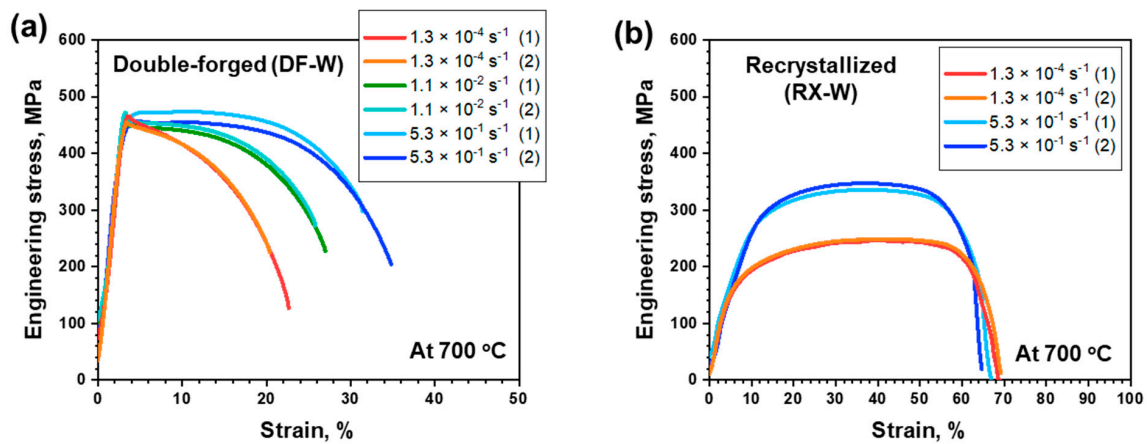 (a)
Double-forged (DF-W)
1.3 × 10⁻⁴ s⁻¹ (1)
1.3 × 10⁻⁴ s⁻¹ (2)
1.1 × 10⁻² s⁻¹ (1)
1.1 × 10⁻² s⁻¹ (2)
5.3 × 10⁻¹ s⁻¹ (1)
5.3 × 10⁻¹ s⁻¹ (2)
Engineering stress, MPa
600
500
400
300
200
100
0
At 700 °C
0 10 20 30 40 50
Strain, %
(b)
Recrystallized
(RX-W)
1.3 × 10⁻⁴ s⁻¹ (1)
1.3 × 10⁻⁴ s⁻¹ (2)
5.3 × 10⁻¹ s⁻¹ (1)
5.3 × 10⁻¹ s⁻¹ (2)
Engineering stress, MPa
600
500
400
300
200
100
0
At 700 °C
0 10 20 30 40 50 60 70 80 90 100
Strain, %